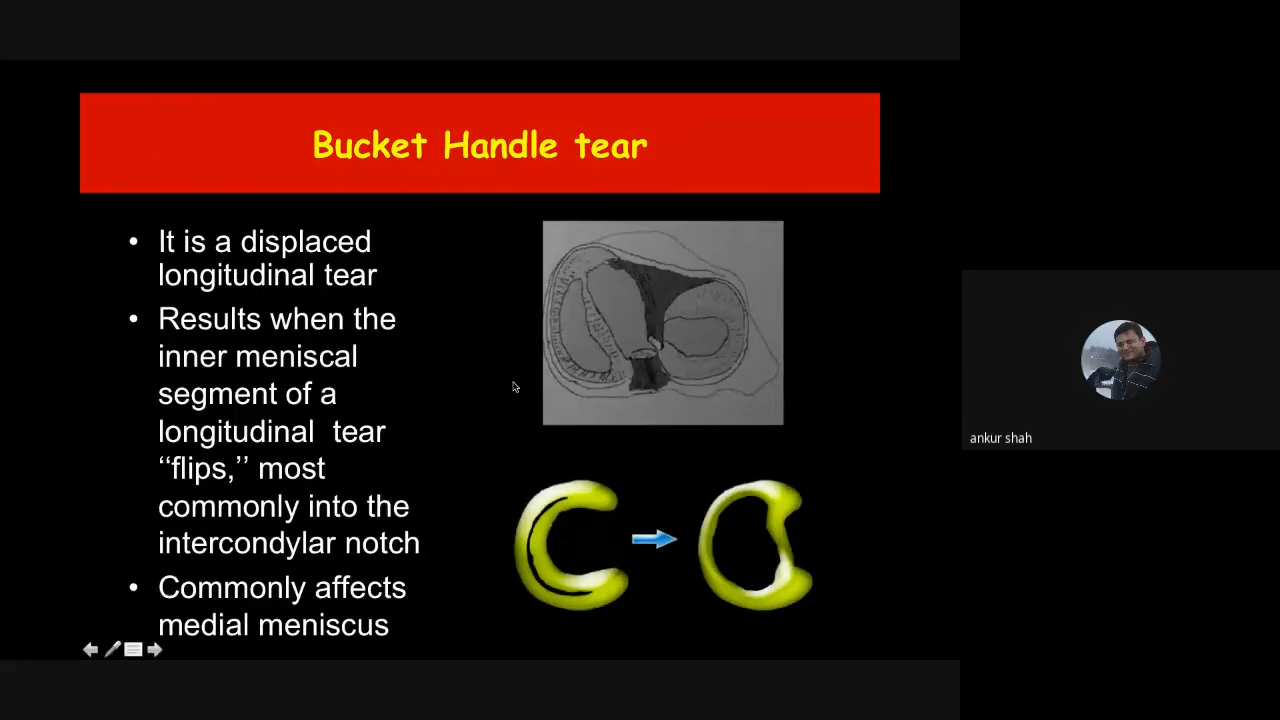 Bucket Handle tear
• It is a displaced
longitudinal tear
• Results when the
inner meniscal
segment of a
longitudinal  tear
‘‘flips,’’ most
commonly into the
intercondylar notch
• Commonly affects
medial meniscus
ankur shah